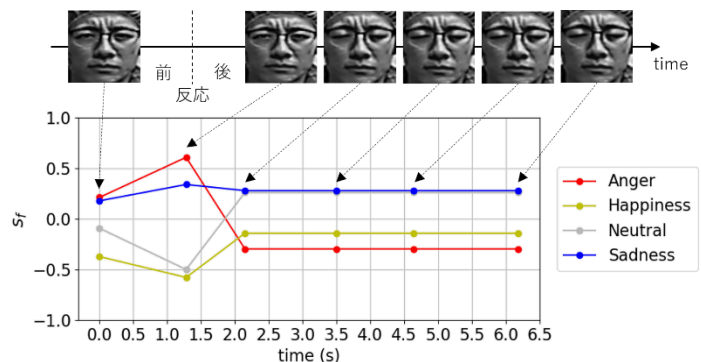 前 後
反応
time
1.0
0.5
0.0
−0.5
−1.0
sf
0.0 0.5 1.0 1.5 2.0 2.5 3.0 3.5 4.0 4.5 5.0 5.5 6.0 6.5
time (s)
Anger
Happiness
Neutral
Sadness